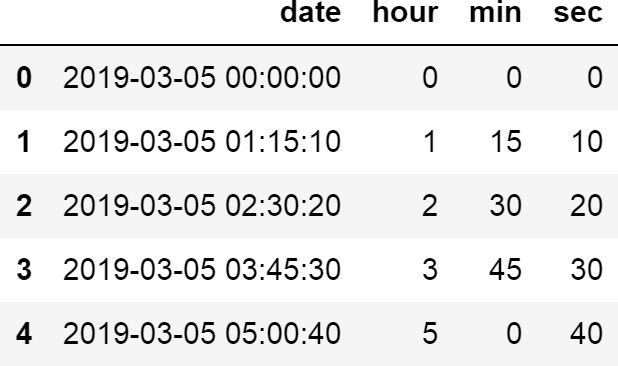 date hour min sec
0 2019-03-05 00:00:00 0 0 0
1 2019-03-05 01:15:10 1 15 10
2 2019-03-05 02:30:20 2 30 20
3 2019-03-05 03:45:30 3 45 30
4 2019-03-05 05:00:40 5 0 40